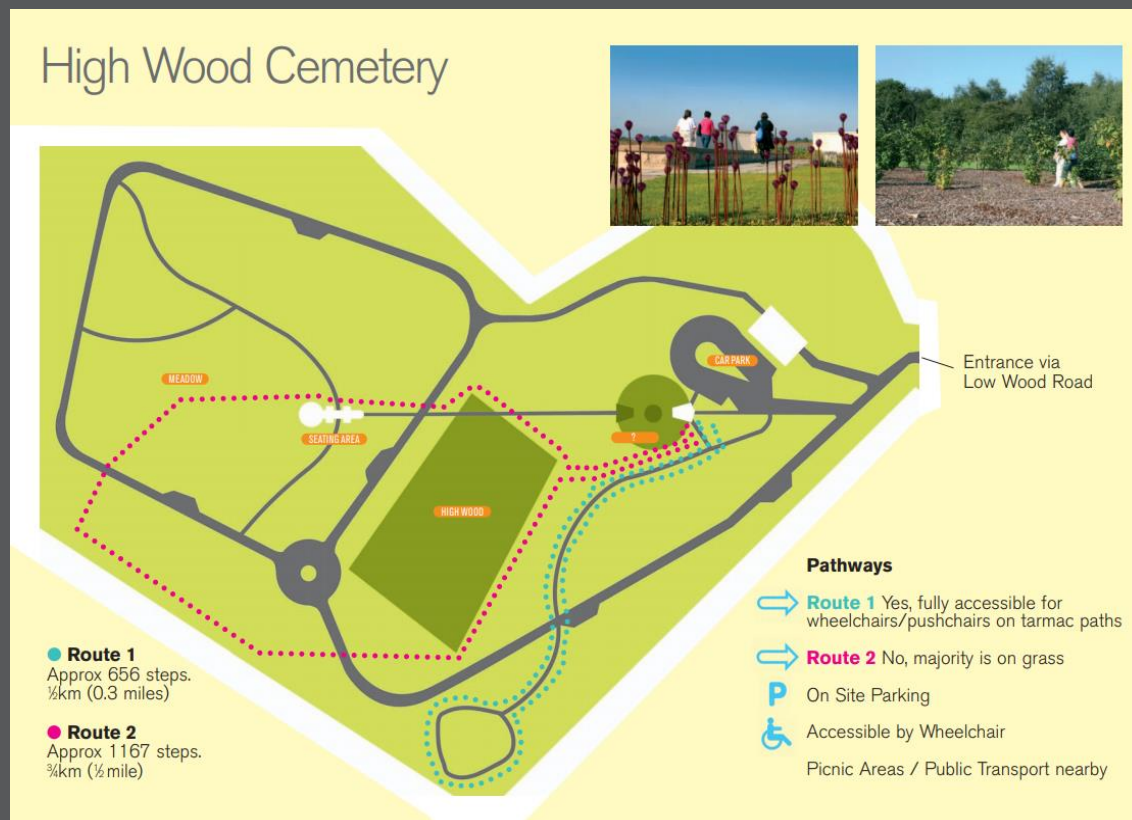 High Wood Cemetery
CAR PARK
Entrance via
Low Wood Road
MEADOW
SEATING AREA
?
HIGH WOOD
Pathways
Route 1 Yes, fully accessible for
wheelchairs/pushchairs on tarmac paths
Route 2 No, majority is on grass
P On Site Parking
Accessible by Wheelchair
Picnic Areas / Public Transport nearby
Route 1
Approx 656 steps.
½km (0.3 miles)
Route 2
Approx 1167 steps.
¾km (½mile)